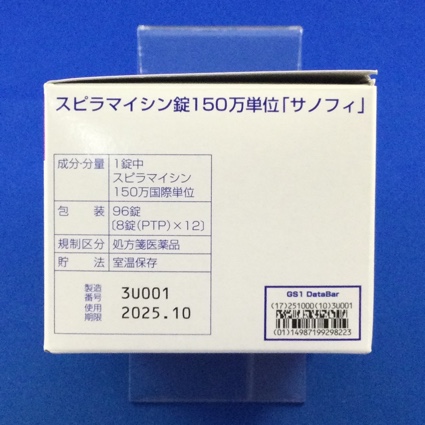 スピラマイシン錠150万単位「サノフィ」
成分・分量 1錠中
スピラマイシン
150万国際単位
包装 96錠
〔8錠(PTP)×12〕
規制区分 処方箋医薬品
貯法 室温保存
製造番号 3U001
使用期限 2025.10
GS1 DataBar
(17)251000(10)3U001
(01)14987199298223